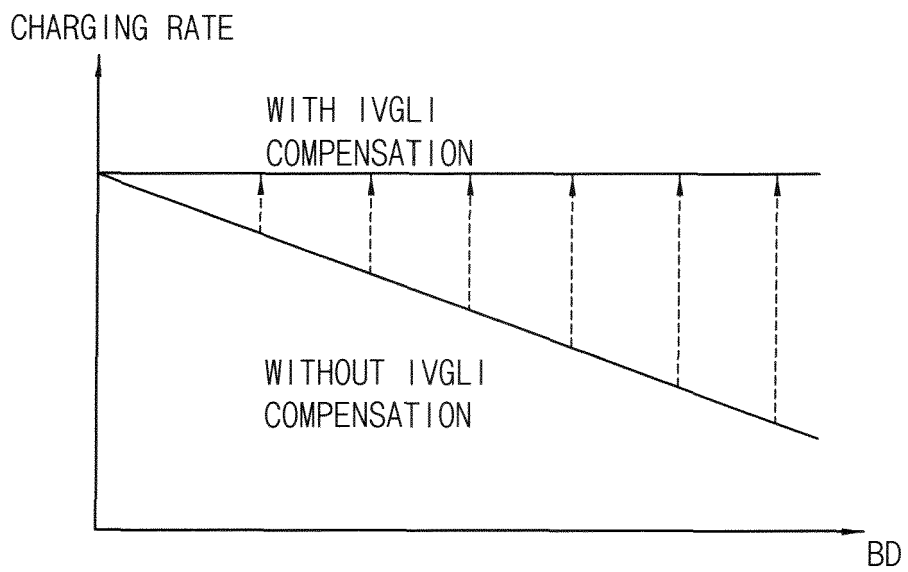 CHARGING RATE
WITH IVGLI
COMPENSATION
WITHOUT IVGLI
COMPENSATION
BD